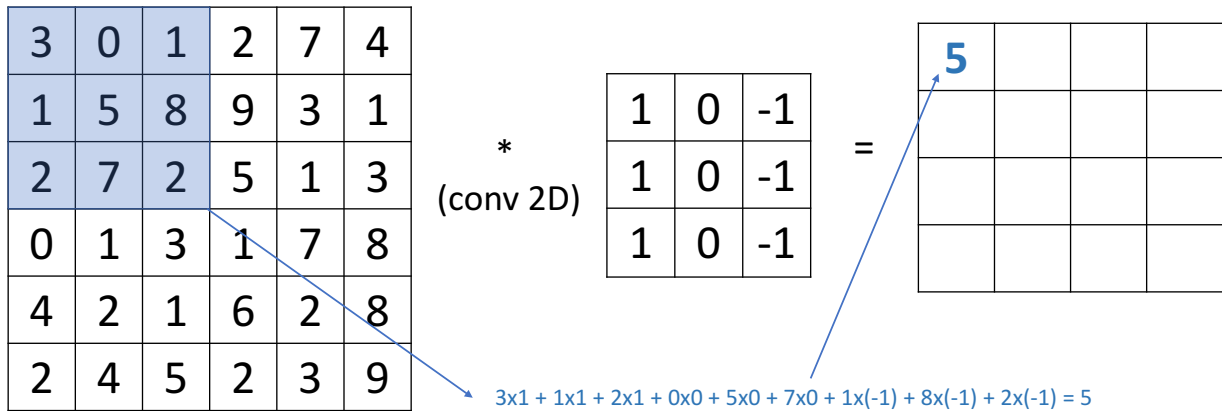 3 0 1 2 7 4
1 5 8 9 3 1
2 7 2 5 1 3
0 1 3 1 7 8
4 2 1 6 2 8
2 4 5 2 3 9
*
(conv 2D)
1 0 -1
1 0 -1
1 0 -1
=
5
3x1 + 1x1 + 2x1 + 0x0 + 5x0 + 7x0 + 1x(-1) + 8x(-1) + 2x(-1) = 5